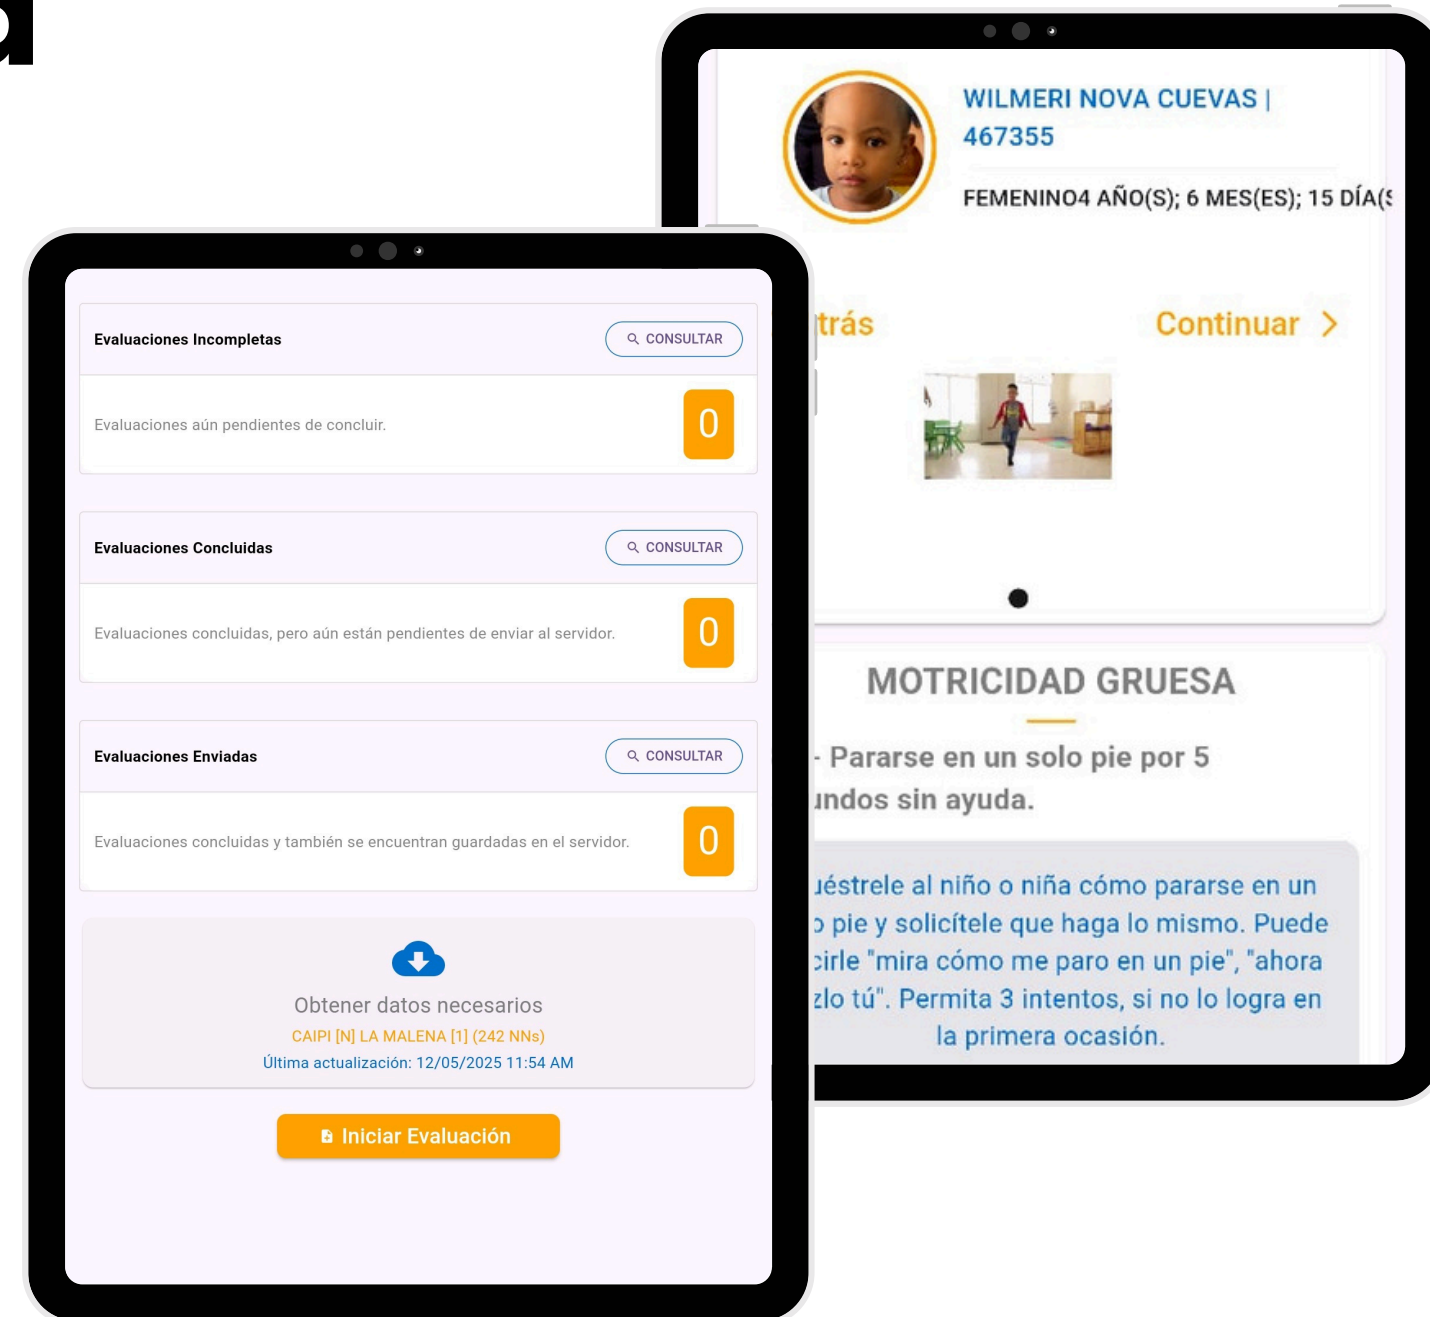 a
Evaluaciones Incompletas
CONSULTAR
Evaluaciones aún pendientes de concluir.
0
Evaluaciones Concluidas
CONSULTAR
Evaluaciones concluidas, pero aún están pendientes de enviar al servidor.
0
Evaluaciones Enviadas
CONSULTAR
Evaluaciones concluidas y también se encuentran guardadas en el servidor.
0
Obtener datos necesarios
CAIPI [N] LA MALENA [1] (242 NNs)
Última actualización: 12/05/2025 11:54 AM
Iniciar Evaluación
WILMERI NOVA CUEVAS |
467355
FEMENINO4 AÑO(S); 6 MES(ES); 15 DÍA(S
trás
Continuar
MOTRICIDAD GRUESA
- Pararse en un solo pie por 5
undos sin ayuda.
uéstrele al niño o niña cómo pararse en un
o pie y solicítele que haga lo mismo. Puede
cirle "mira cómo me paro en un pie", "ahora
zlo tú". Permita 3 intentos, si no lo logra en
la primera ocasión.